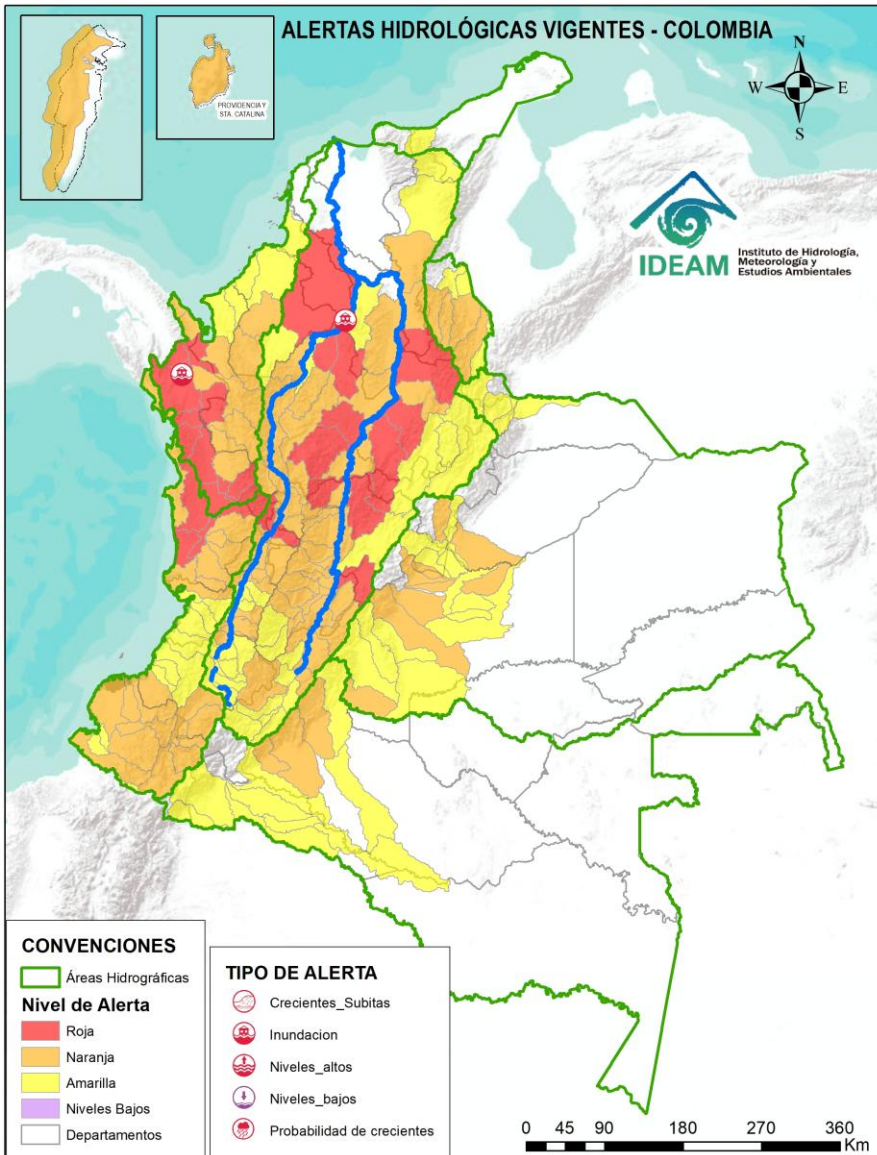 ALERTAS HIDROLÓGICAS VIGENTES - COLOMBIA
PROVIDENCIA Y
STA. CATALINA
N
W
E
S
IDEAM
Instituto de Hidrología,
Meteorología y
Estudios Ambientales
CONVENCIONES
Áreas Hidrográficas
Nivel de Alerta
Roja
Naranja
Amarilla
Niveles Bajos
Departamentos
TIPO DE ALERTA
Crecientes_Subitas
Inundacion
Niveles_altos
Niveles_bajos
Probabilidad de crecientes
0 45 90 180 270 360
Km